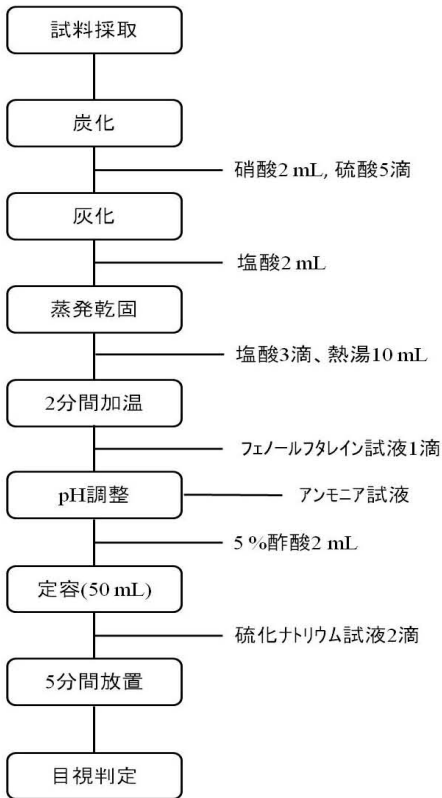 試料採取
炭化
硝酸2 mL, 硫酸5滴
灰化
塩酸2 mL
蒸発乾固
塩酸3滴、熱湯10 mL
2分間加温
フェノールフタレイン試液1滴
pH調整
アンモニア試液
5 %酢酸2 mL
定容(50 mL)
硫化ナトリウム試液2滴
5分間放置
目視判定